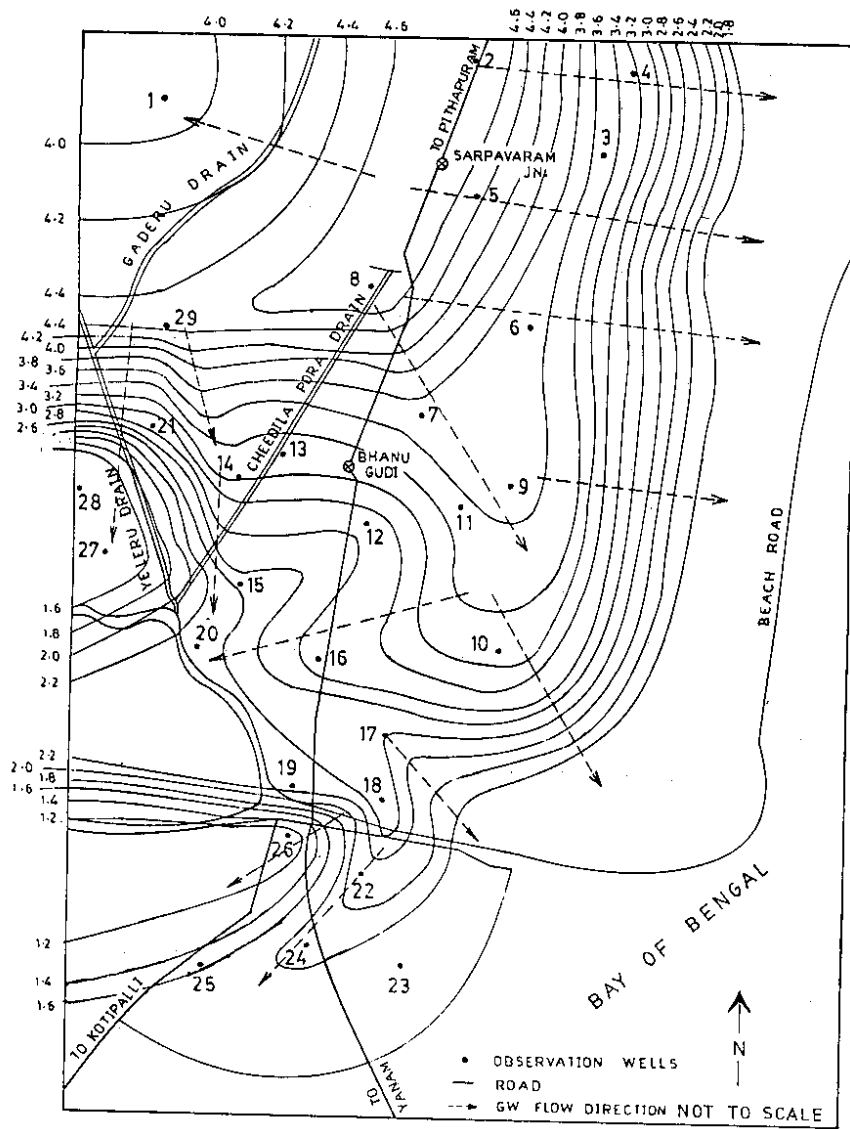 4.0 4.2 4.4 4.6
4.6 4.4 4.2 4.0 3.8 3.6 3.4 3.2 3.0 2.8 2.6 2.4 2.2 2.0 1.8
1
2
4
TO PITHAPURAM
4.0
3
SARPAVARAM
JN.
GADERU DRAIN
5
4.2
8
4.4
4.4
29
6
4.2
4.0
3.8
3.6
3.4
3.2
3.0
2.8
2.6
7
21
CHEEDILA PORA DRAIN
13
14
BHANU
GUDI
9
28
11
12
YELERU DRAIN
27
15
BEACH ROAD
1.6
1.8
20
2.0
16
10
2.2
17
2.2
2.0
1.8
1.6
1.4
1.2
19
18
26
22
BAY OF BENGAL
1.2
24
1.4
25
23
1.6
TO KOTIPALLI
N
OBSERVATION WELLS
ROAD
GW FLOW DIRECTION NOT TO SCALE
TO
YANAM